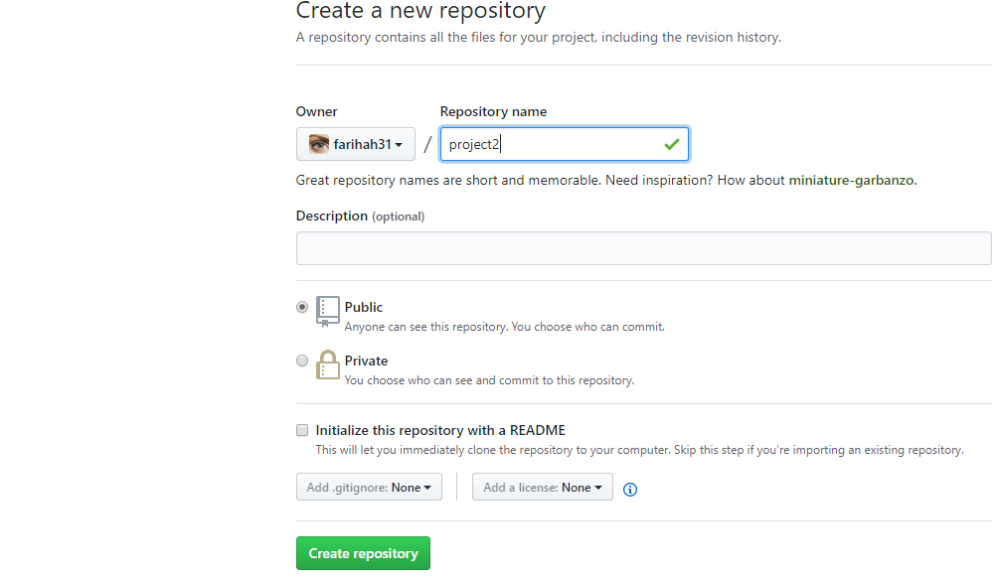 Create a new repository
A repository contains all the files for your project, including the revision history.
Owner Repository name
farihah31 / project2
Great repository names are short and memorable. Need inspiration? How about miniature-garbanzo.
Description (optional)
Public
Anyone can see this repository. You choose who can commit.
Private
You choose who can see and commit to this repository.
Initialize this repository with a README
This will let you immediately clone the repository to your computer. Skip this step if you’re importing an existing repository.
Add .gitignore: None Add a license: None
Create repository